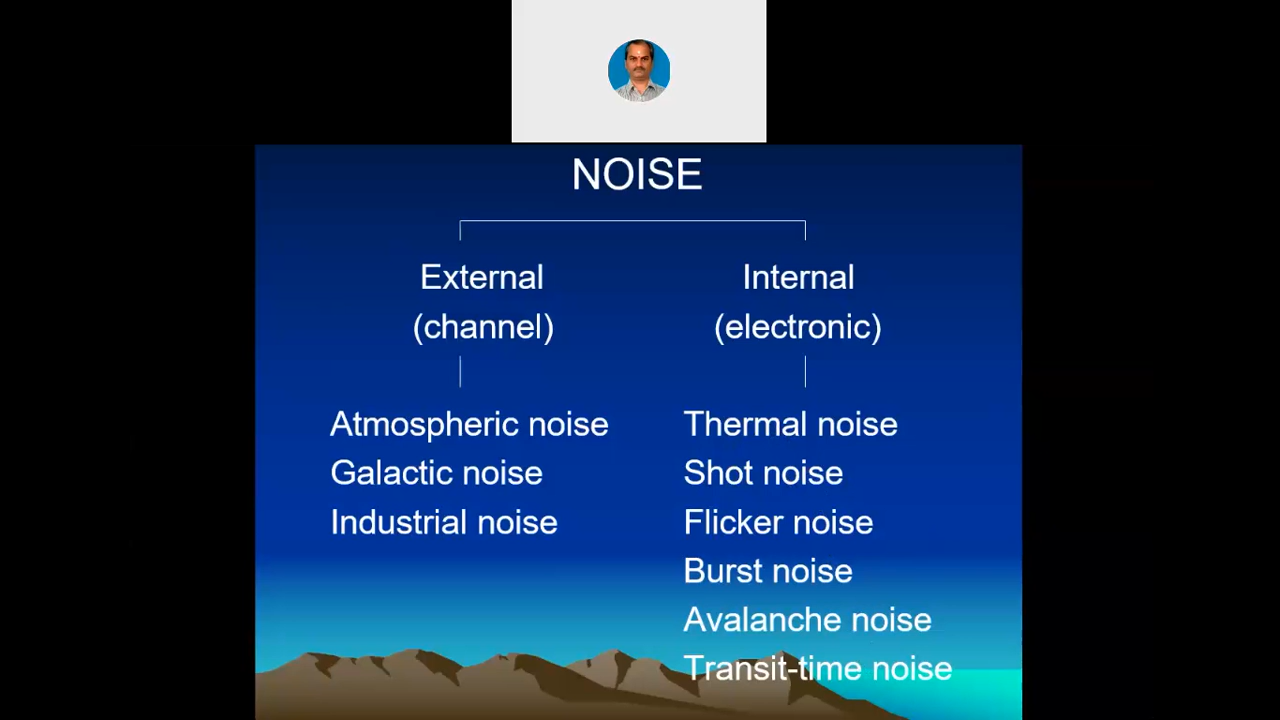 NOISE
External
(channel)
Atmospheric noise
Galactic noise
Industrial noise
Internal
(electronic)
Thermal noise
Shot noise
Flicker noise
Burst noise
Avalanche noise
Transit-time noise